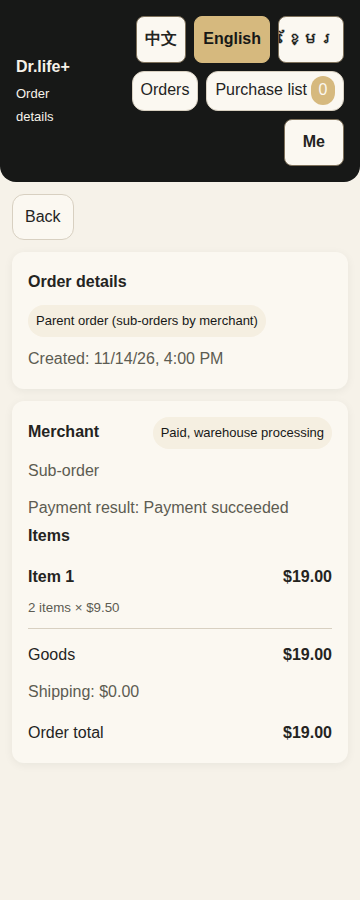 Dr.life+
Order
details
中文
English
ខ្មែរ
Orders
Purchase list 0
Me
Back
Order details
Parent order (sub-orders by merchant)
Created: 11/14/26, 4:00 PM
Merchant
Paid, warehouse processing
Sub-order
Payment result: Payment succeeded
Items
Item 1
$19.00
2 items × $9.50
Goods
$19.00
Shipping: $0.00
Order total
$19.00